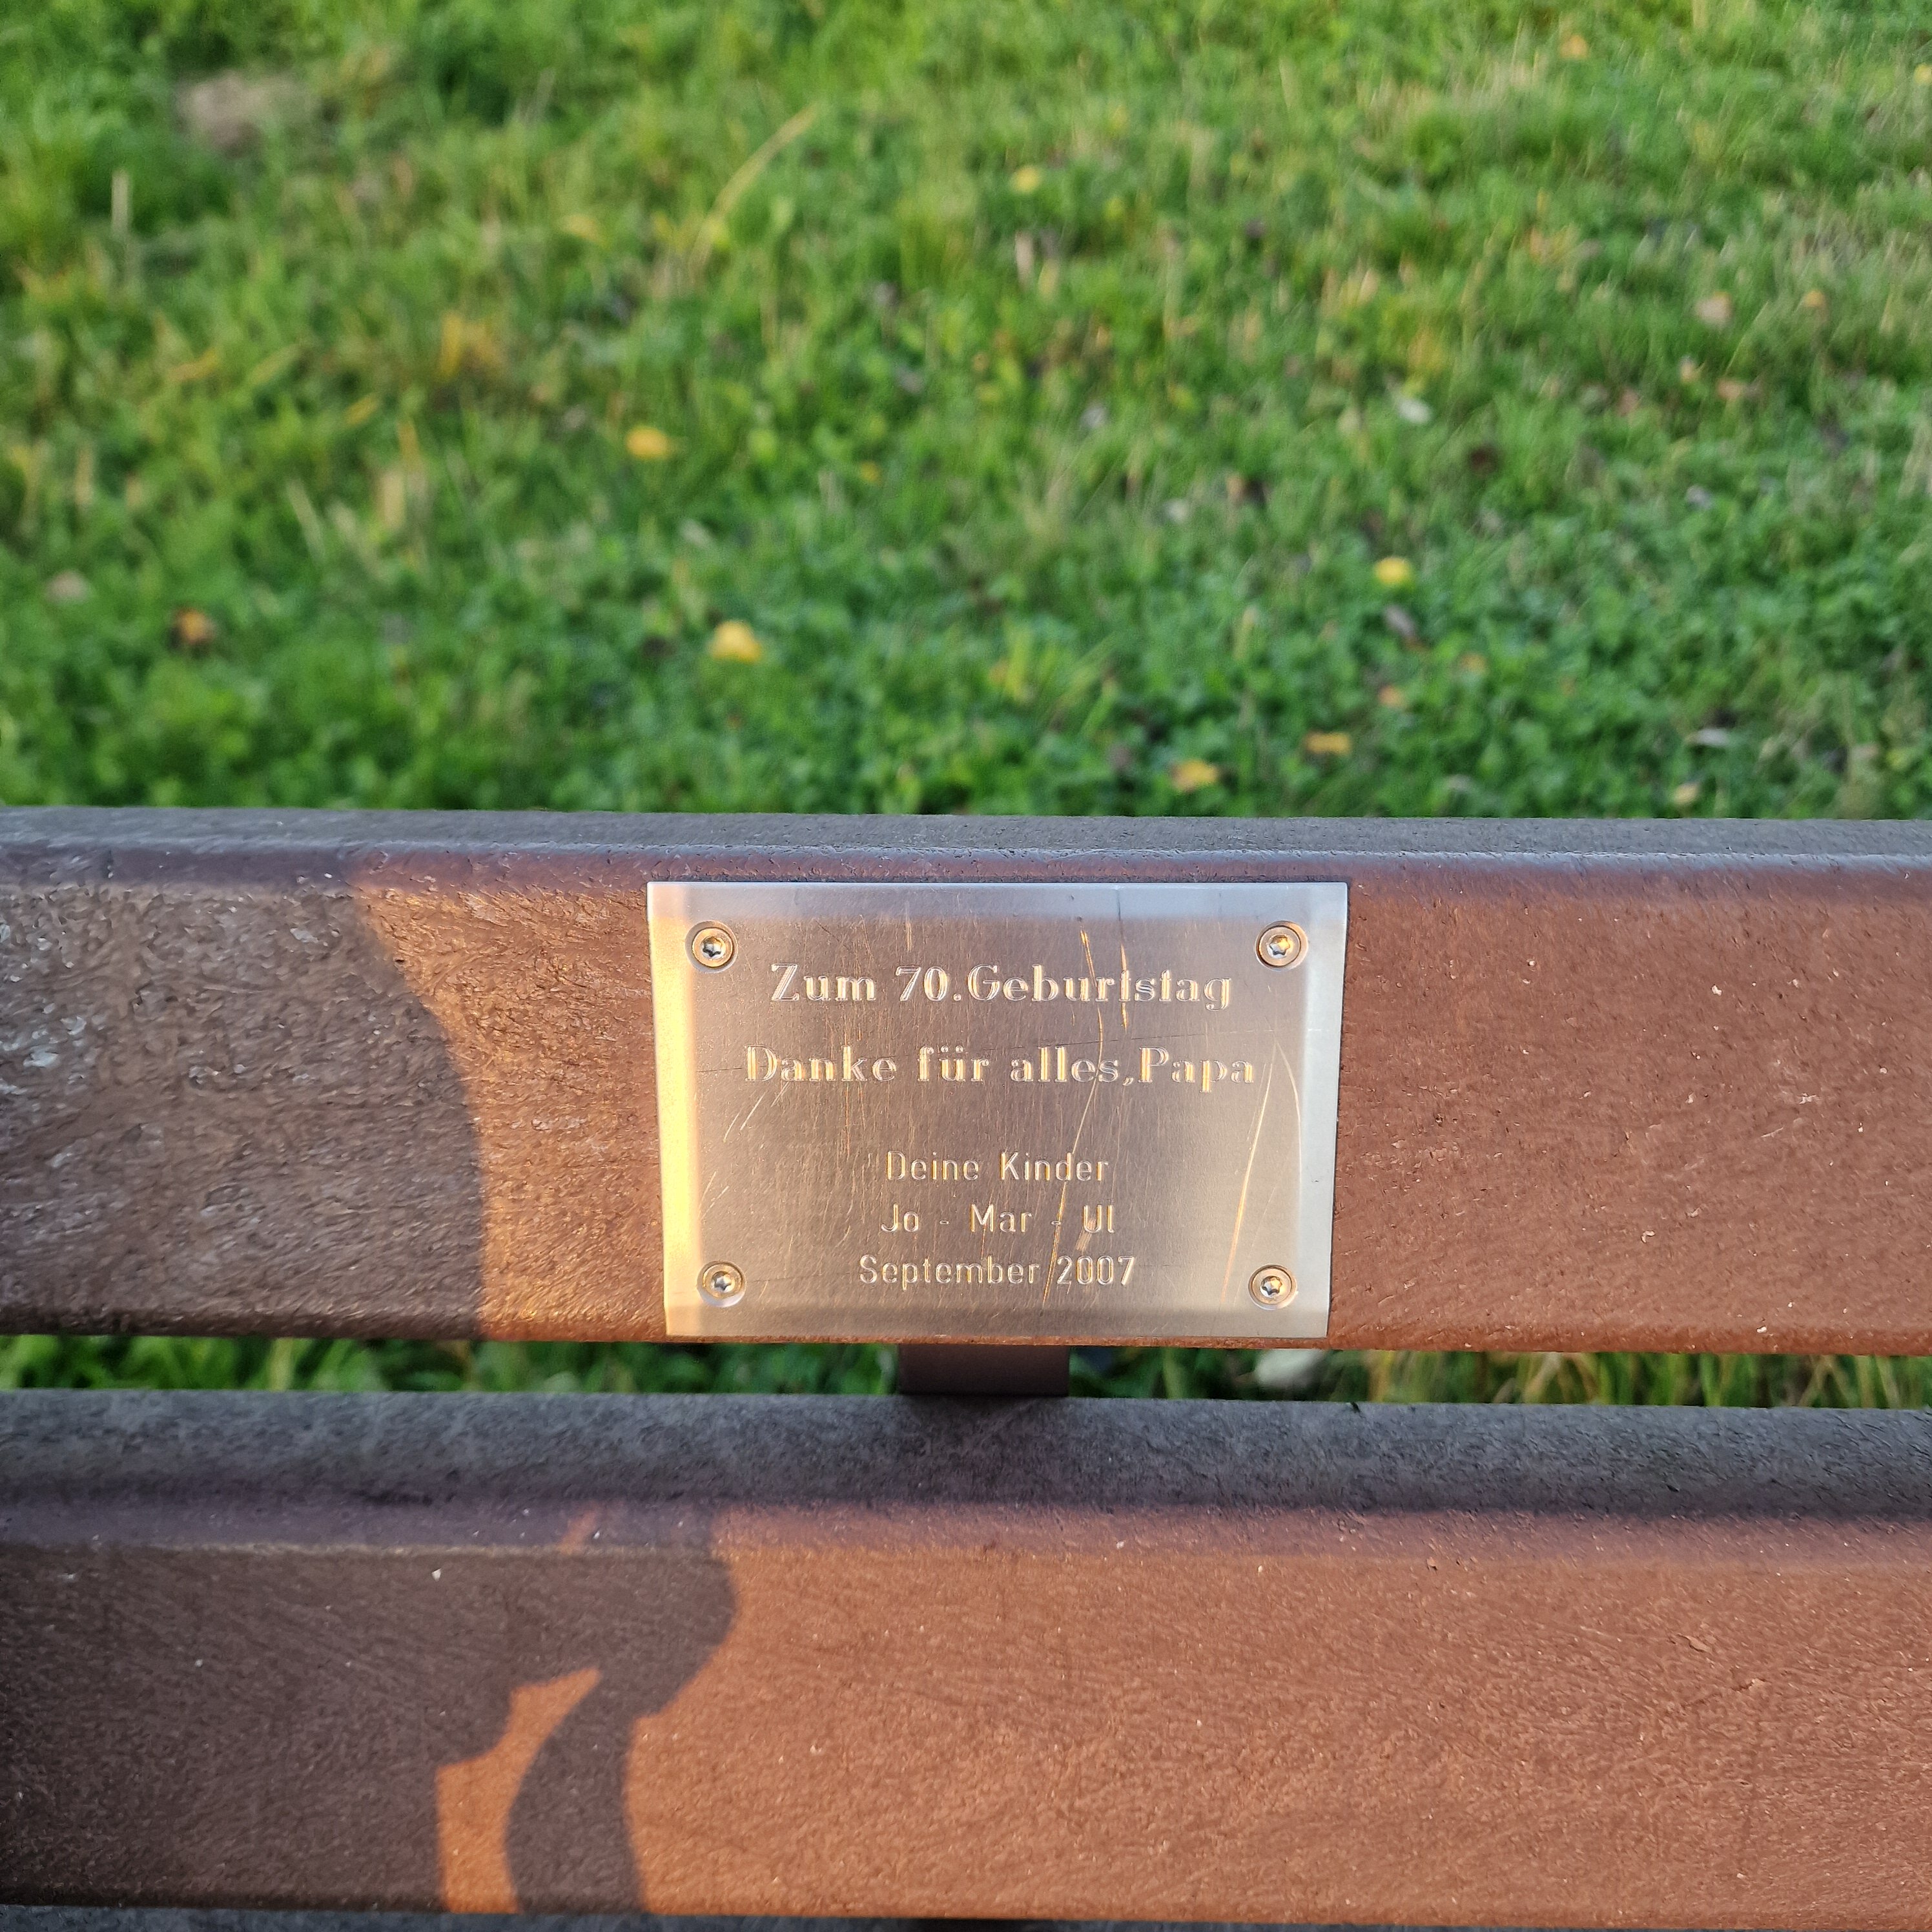 Zum 70.Geburtstag
Danke für alles,Papa
Deine Kinder
Jo - Mar - Ul
September 2007